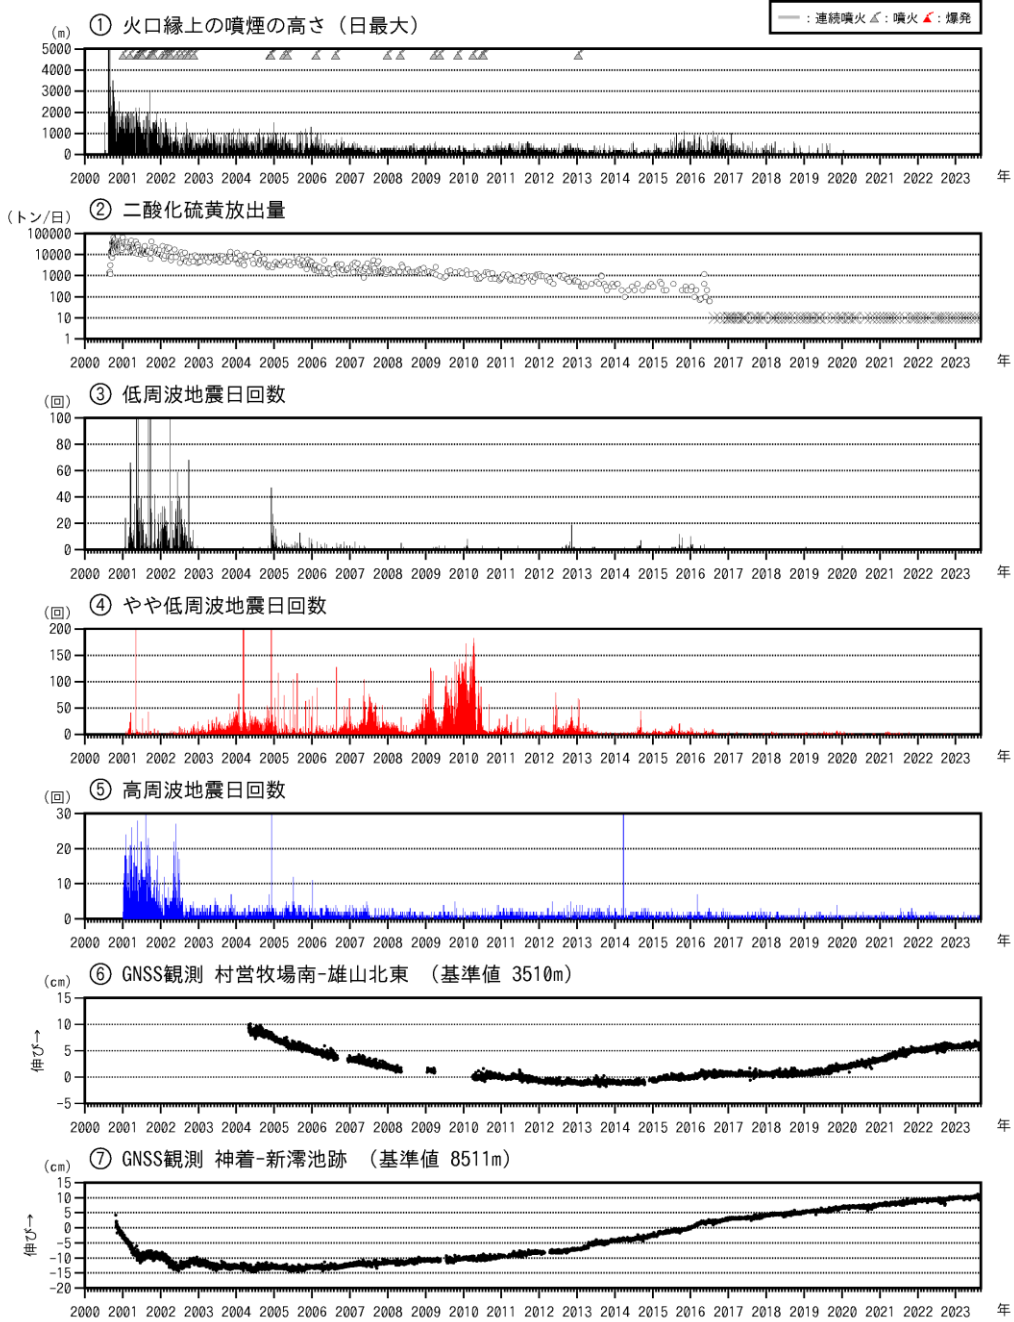 ① 火口縁上の噴煙の高さ（日最大）
：連続噴火 ：噴火 ：爆発
(m)
5000
4000
3000
2000
1000
0
2000 2001 2002 2003 2004 2005 2006 2007 2008 2009 2010 2011 2012 2013 2014 2015 2016 2017 2018 2019 2020 2021 2022 2023 年
② 二酸化硫黄放出量
(トン/日)
100000
10000
1000
100
10
1
2000 2001 2002 2003 2004 2005 2006 2007 2008 2009 2010 2011 2012 2013 2014 2015 2016 2017 2018 2019 2020 2021 2022 2023 年
③ 低周波地震日回数
(回)
100
80
60
40
20
0
2000 2001 2002 2003 2004 2005 2006 2007 2008 2009 2010 2011 2012 2013 2014 2015 2016 2017 2018 2019 2020 2021 2022 2023 年
④ やや低周波地震日回数
(回)
200
150
100
50
0
2000 2001 2002 2003 2004 2005 2006 2007 2008 2009 2010 2011 2012 2013 2014 2015 2016 2017 2018 2019 2020 2021 2022 2023 年
⑤ 高周波地震日回数
(回)
30
20
10
0
2000 2001 2002 2003 2004 2005 2006 2007 2008 2009 2010 2011 2012 2013 2014 2015 2016 2017 2018 2019 2020 2021 2022 2023 年
⑥ GNSS観測 村営牧場南-雄山北東 （基準値 3510m）
(cm)
伸び→
15
10
5
0
-5
2000 2001 2002 2003 2004 2005 2006 2007 2008 2009 2010 2011 2012 2013 2014 2015 2016 2017 2018 2019 2020 2021 2022 2023 年
⑦ GNSS観測 神着-新澪池跡 （基準値 8511m）
(cm)
伸び→
15
10
5
0
-5
-10
-15
-20
2000 2001 2002 2003 2004 2005 2006 2007 2008 2009 2010 2011 2012 2013 2014 2015 2016 2017 2018 2019 2020 2021 2022 2023 年